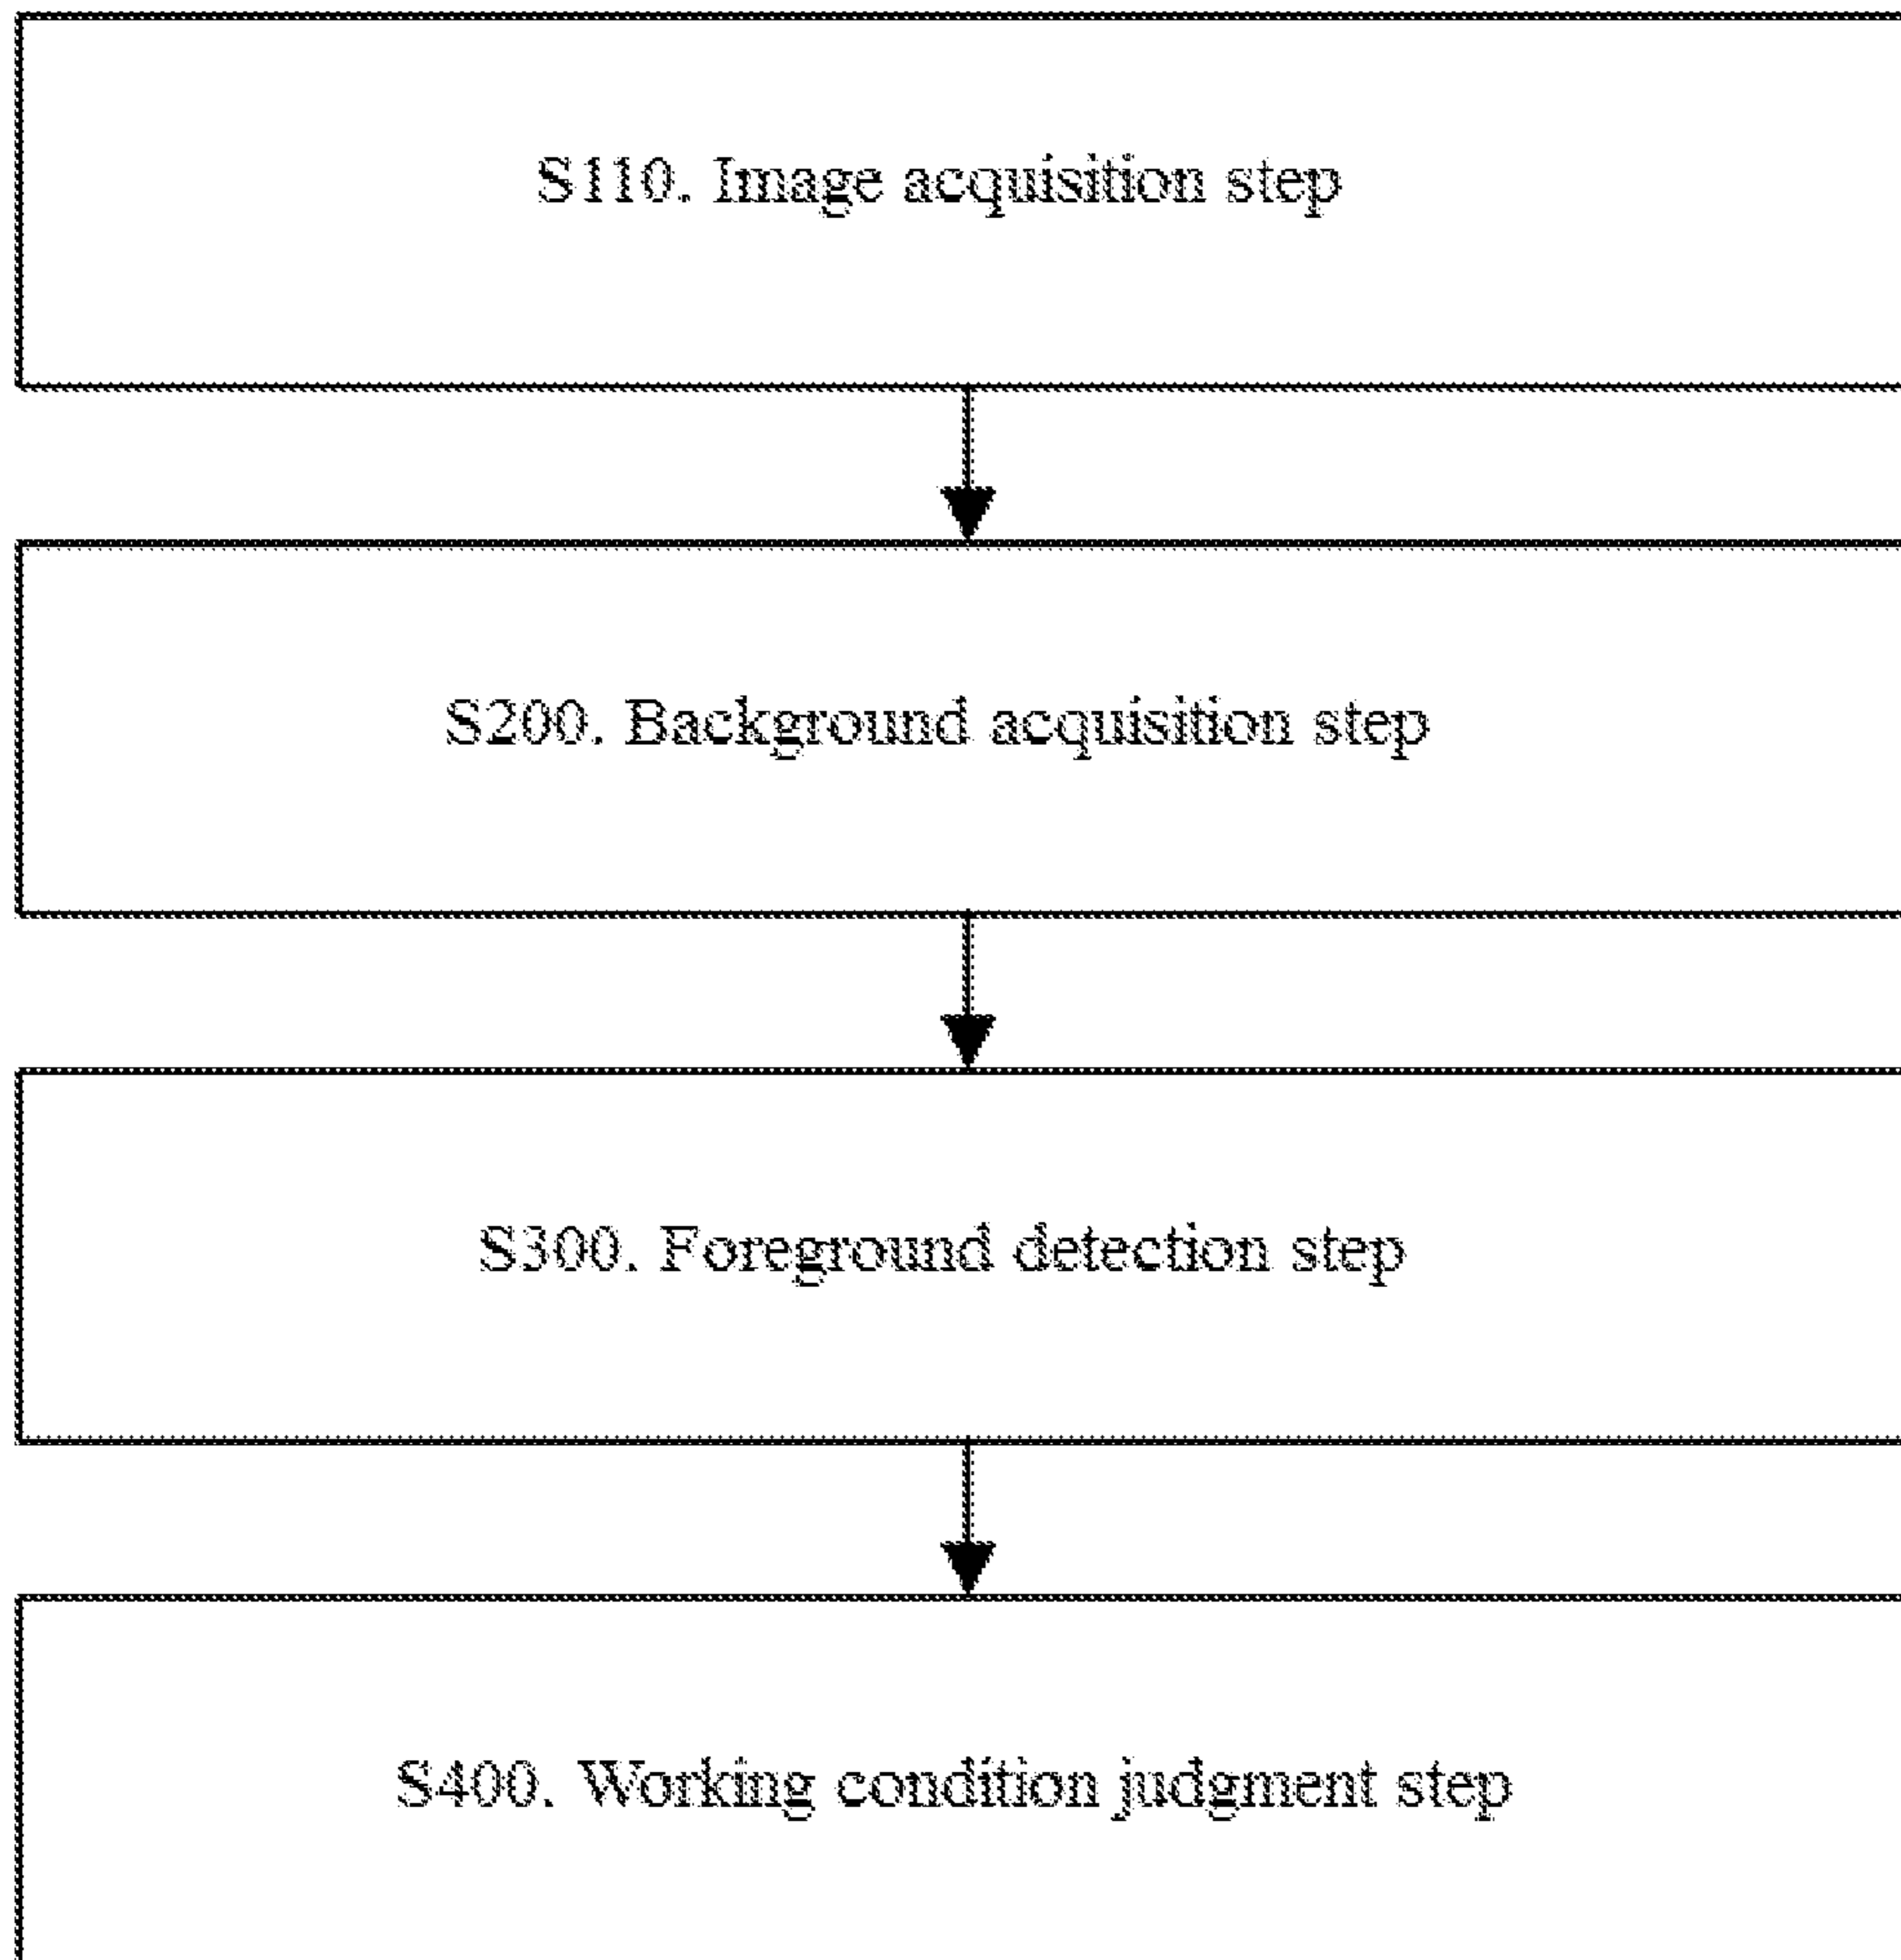 S110. Image acquisition step
S200. Background acquisition step
S300. Foreground detection step
S400. Working condition judgment step